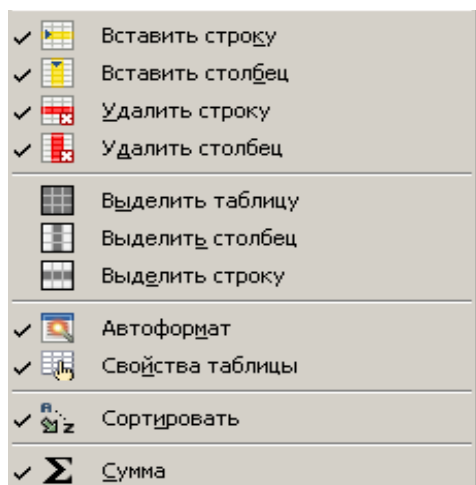 Вставить строку
Вставить столбец
Удалить строку
Удалить столбец
Выделить таблицу
Выделить столбец
Выделить строку
Автоформат
Свойства таблицы
Сортировать
Сумма